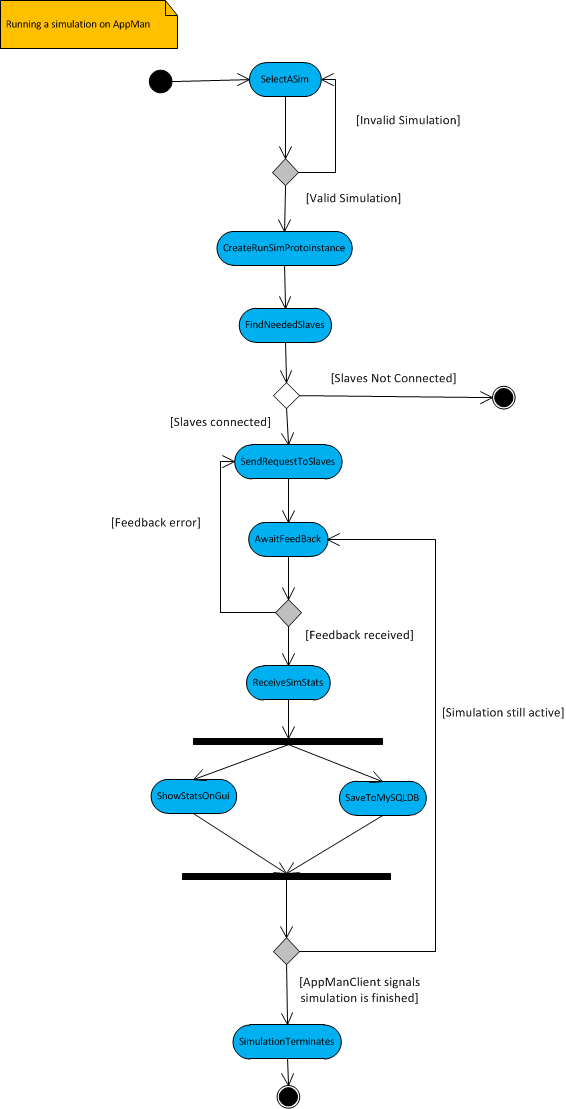 Running a simulation on AppMan
SelectASim
[Invalid Simulation]
[Valid Simulation]
CreateRunSimProtoInstance
FindNeededSlaves
[Slaves Not Connected]
[Slaves connected]
SendRequestToSlaves
[Feedback error]
AwaitFeedBack
[Feedback received]
ReceiveSimStats
[Simulation still active]
ShowStatsOnGui
SaveToMySQLDB
[AppManClient signals
simulation is finished]
SimulationTerminates